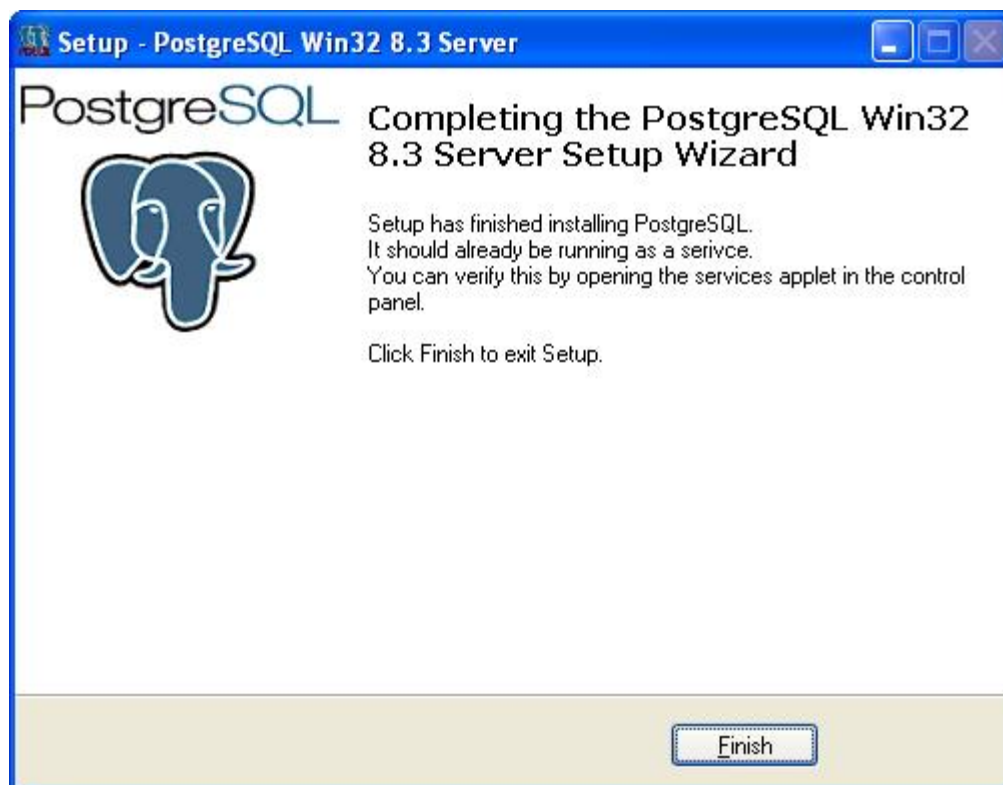 Setup - PostgreSQL Win32 8.3 Server
PostgreSQL
Completing the PostgreSQL Win32
8.3 Server Setup Wizard
Setup has finished installing PostgreSQL.
It should already be running as a serivce.
You can verify this by opening the services applet in the control
panel.
Click Finish to exit Setup.
Finish